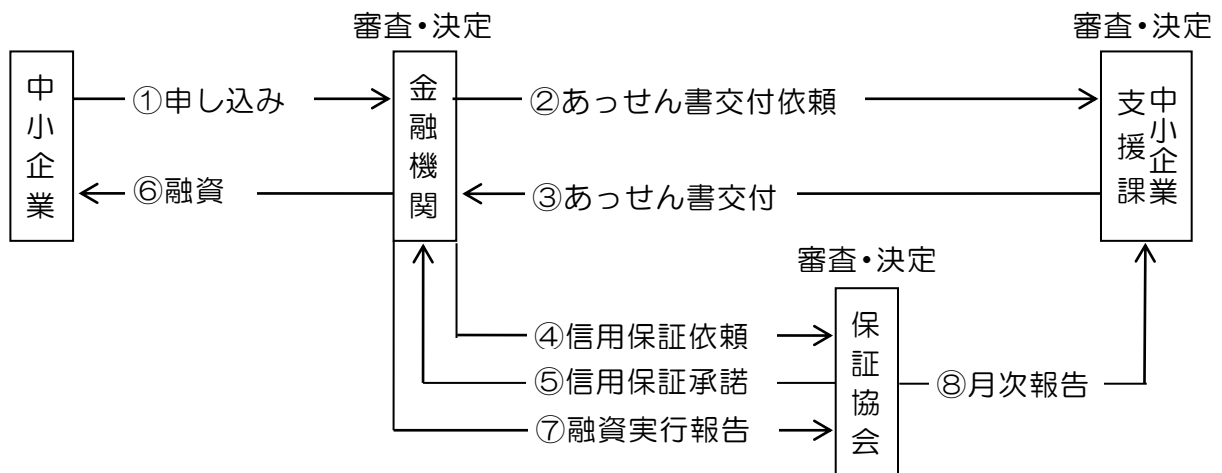 審査・決定
審査・決定
中小企業
①申し込み
金融機関
②あっせん書交付依頼
中小企業
支援課
⑥融資
③あっせん書交付
審査・決定
④信用保証依頼
保証協会
⑤信用保証承諾
⑧月次報告
⑦融資実行報告